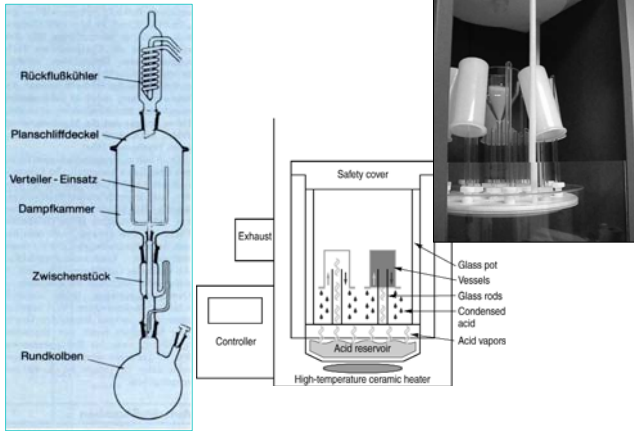 Rückflußkühler
Planschliffdeckel
Verteiler - Einsatz
Dampfkammer
Zwischenstück
Rundkolben
Safety cover
Exhaust
Controller
Glass pot
Vessels
Glass rods
Condensed
acid
Acid vapors
Acid reservoir
High-temperature ceramic heater